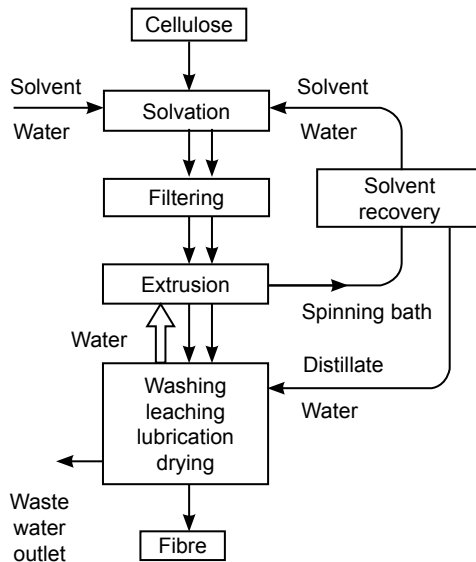 Cellulose
Solvent
Water
Solvation
Solvent
Water
Filtering
Solvent
recovery
Extrusion
Spinning bath
Water
Washing
leaching
lubrication
drying
Distillate
Water
Waste
water
outlet
Fibre